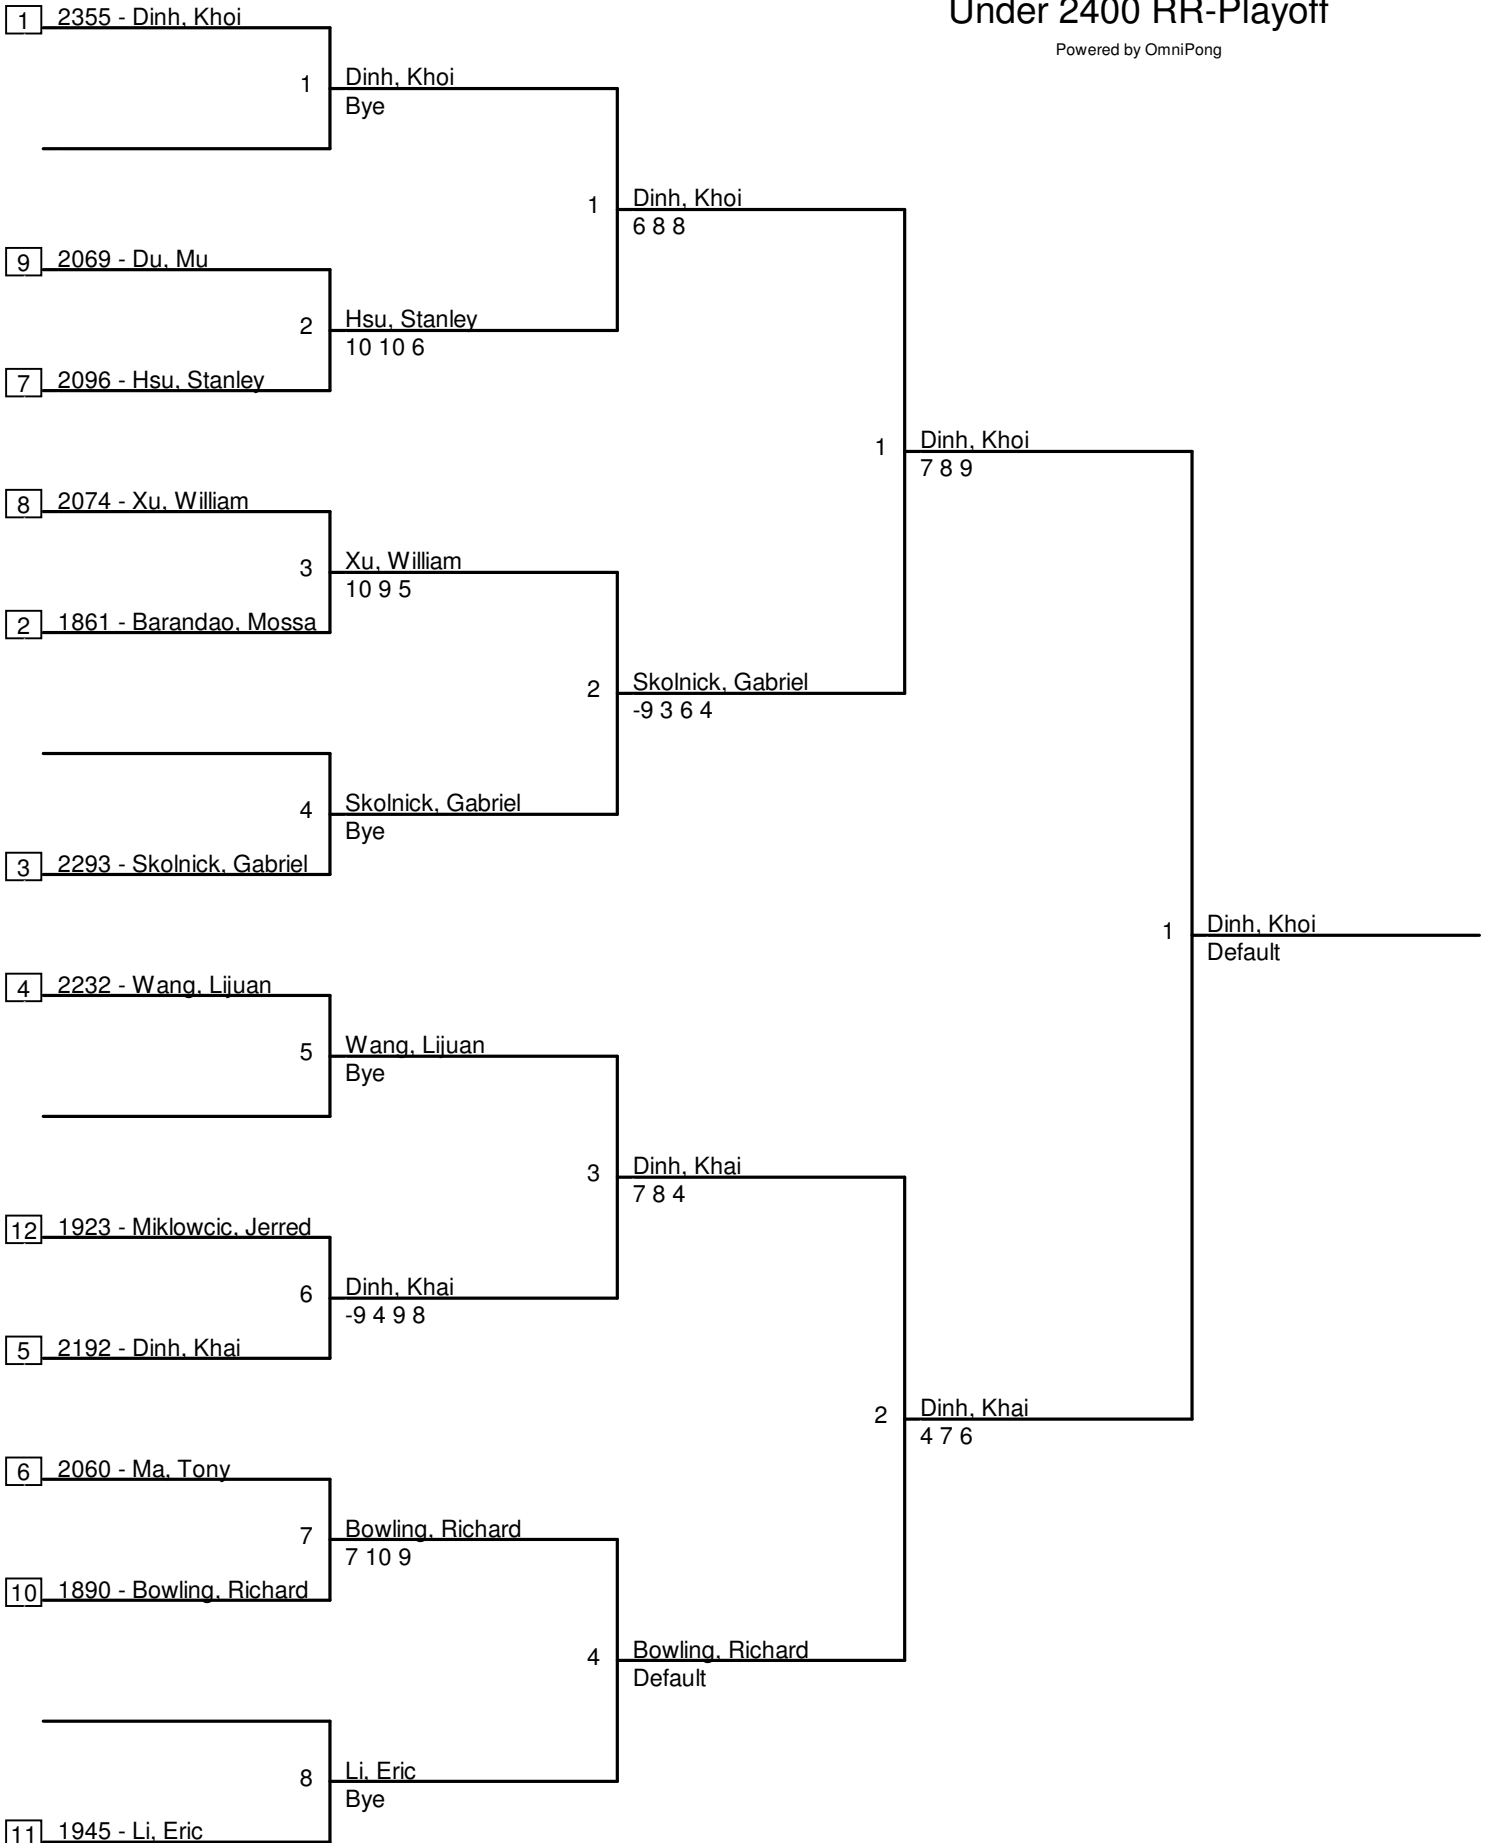 Under 2400 RR-Playoff
Powered by OmniPong
1 2355 - Dinh, Khoi
1 Dinh, Khoi
Bye
1 Dinh, Khoi
6 8 8
9 2069 - Du, Mu
2 Hsu, Stanley
10 10 6
7 2096 - Hsu, Stanley
1 Dinh, Khoi
7 8 9
8 2074 - Xu, William
3 Xu, William
10 9 5
2 1861 - Barandao, Mossa
2 Skolnick, Gabriel
-9 3 6 4
4 Skolnick, Gabriel
Bye
3 2293 - Skolnick, Gabriel
1 Dinh, Khoi
Default
4 2232 - Wang, Lijuan
5 Wang, Lijuan
Bye
3 Dinh, Khai
7 8 4
12 1923 - Miklowcic, Jerred
6 Dinh, Khai
-9 4 9 8
5 2192 - Dinh, Khai
2 Dinh, Khai
4 7 6
6 2060 - Ma, Tony
7 Bowling, Richard
7 10 9
10 1890 - Bowling, Richard
4 Bowling, Richard
Default
8 Li, Eric
Bye
11 1945 - Li, Eric